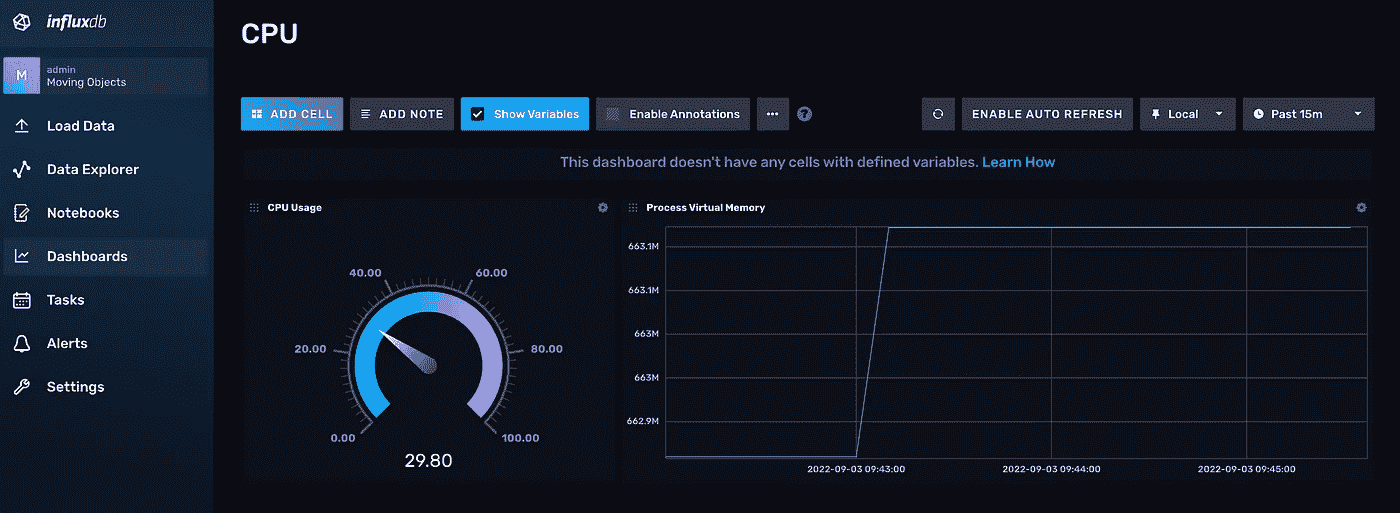 influxdb
M
admin
Moving Objects
Load Data
Data Explorer
Notebooks
Dashboards
Tasks
Alerts
Settings
CPU
ADD CELL
ADD NOTE
Show Variables
Enable Annotations
?
ENABLE AUTO REFRESH
Local
Past 15m
This dashboard doesn't have any cells with defined variables. Learn How
CPU Usage
40.00 60.00
20.00 80.00
0.00 100.00
29.80
Process Virtual Memory
663.1M
663.1M
663M
663M
662.9M
2022-09-03 09:43:00 2022-09-03 09:44:00 2022-09-03 09:45:00